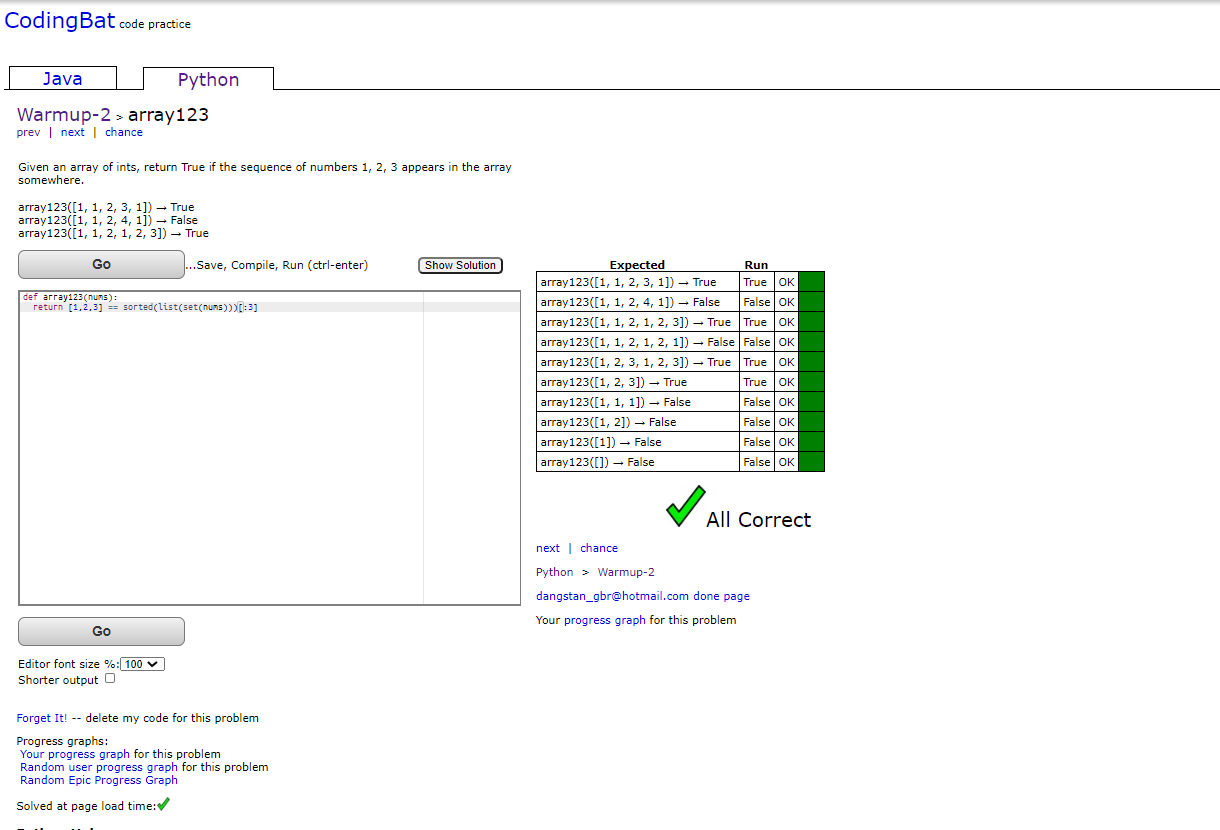 CodingBat code practice
Java Python
Warmup-2 > array123
prev | next | chance
Given an array of ints, return True if the sequence of numbers 1, 2, 3 appears in the array
somewhere.
array123([1, 1, 2, 3, 1]) → True
array123([1, 1, 2, 4, 1]) → False
array123([1, 1, 2, 1, 2, 3]) → True
Go ...Save, Compile, Run (ctrl-enter) Show Solution
def array123(nums):
  return [1,2,3] == sorted(list(set(nums)))[:3]
Go
Editor font size %: 100
Shorter output
Forget It! -- delete my code for this problem
Progress graphs:
Your progress graph for this problem
Random user progress graph for this problem
Random Epic Progress Graph
Solved at page load time:
Expected Run
array123([1, 1, 2, 3, 1]) → True True OK
array123([1, 1, 2, 4, 1]) → False False OK
array123([1, 1, 2, 1, 2, 3]) → True True OK
array123([1, 1, 2, 1, 2, 1]) → False False OK
array123([1, 2, 3, 1, 2, 3]) → True True OK
array123([1, 2, 3]) → True True OK
array123([1, 1, 1]) → False False OK
array123([1, 2]) → False False OK
array123([1]) → False False OK
array123([]) → False False OK
All Correct
next | chance
Python > Warmup-2
dangstan_gbr@hotmail.com done page
Your progress graph for this problem